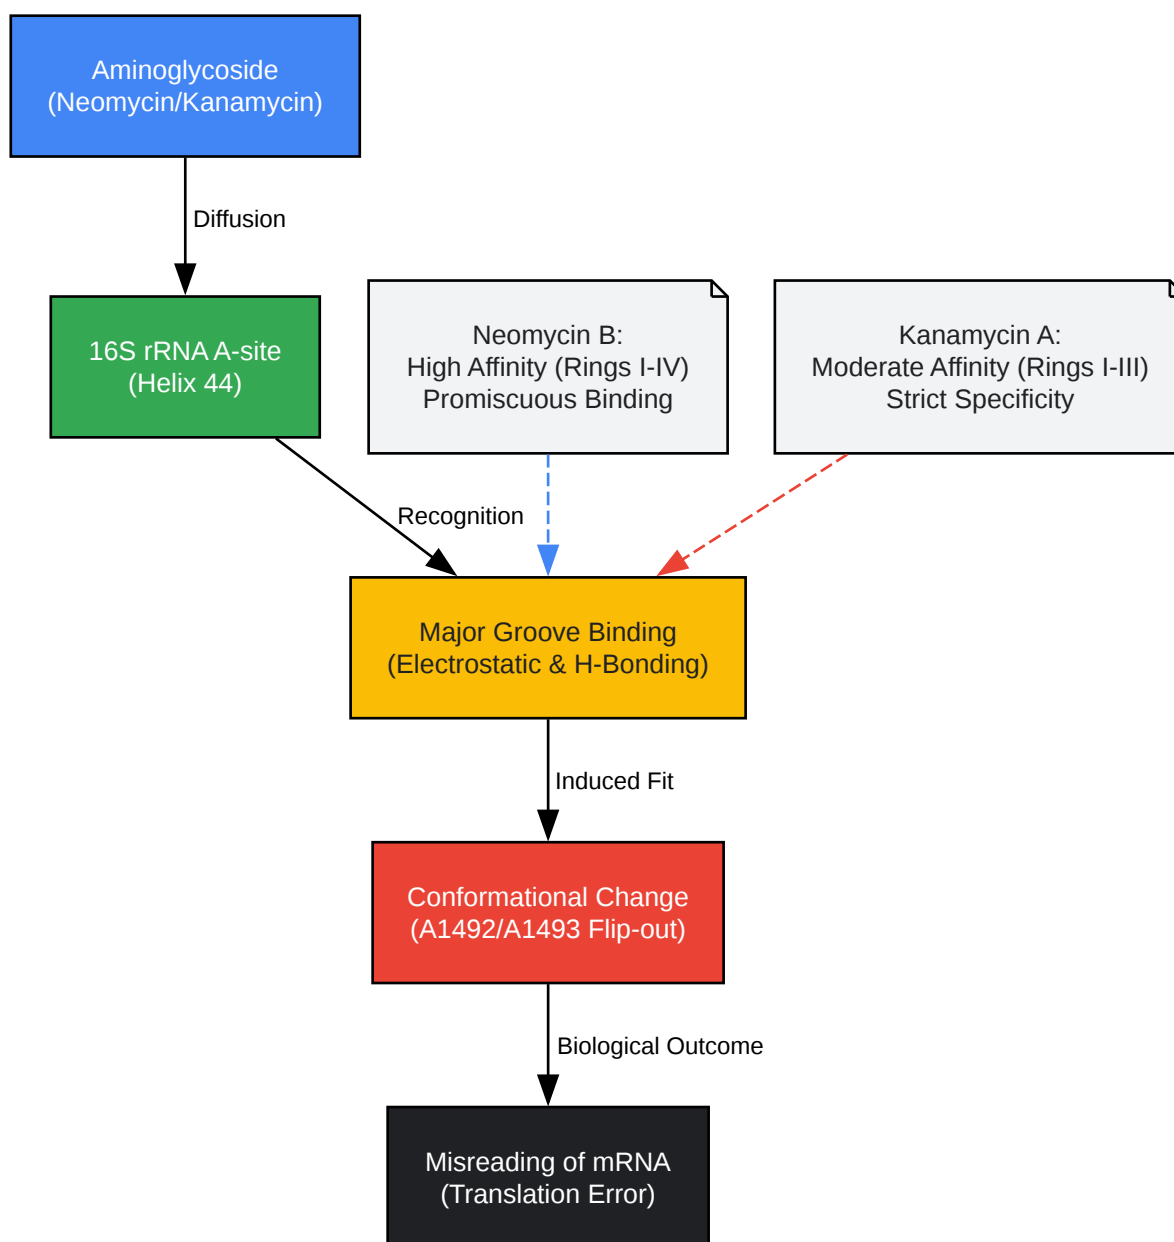 Aminoglycoside
(Neomycin/Kanamycin)
Diffusion
16S rRNA A-site
(Helix 44)
Neomycin B:
High Affinity (Rings I-IV)
Promiscuous Binding
Kanamycin A:
Moderate Affinity (Rings I-III)
Strict Specificity
Recognition
Major Groove Binding
(Electrostatic & H-Bonding)
Induced Fit
Conformational Change
(A1492/A1493 Flip-out)
Biological Outcome
Misreading of mRNA
(Translation Error)